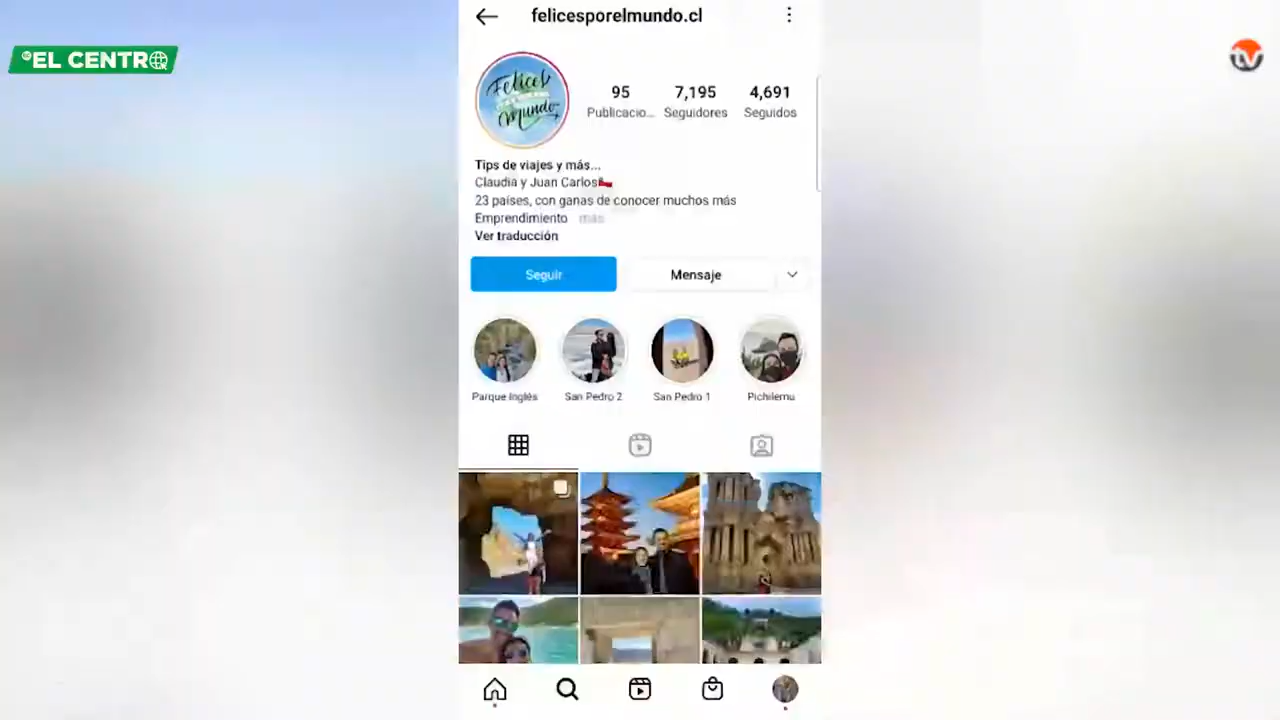 EL CENTRO
tv
felicesporelmundo.cl
Felices
Mundo
95
7,195
4,691
Publicacio...
Seguidores
Seguidos
Tips de viajes y más...
Claudia y Juan Carlos
23 países, con ganas de conocer muchos más
Emprendimiento más
Ver traducción
Seguir
Mensaje
Parque Inglés
San Pedro 2
San Pedro 1
Pichilemu